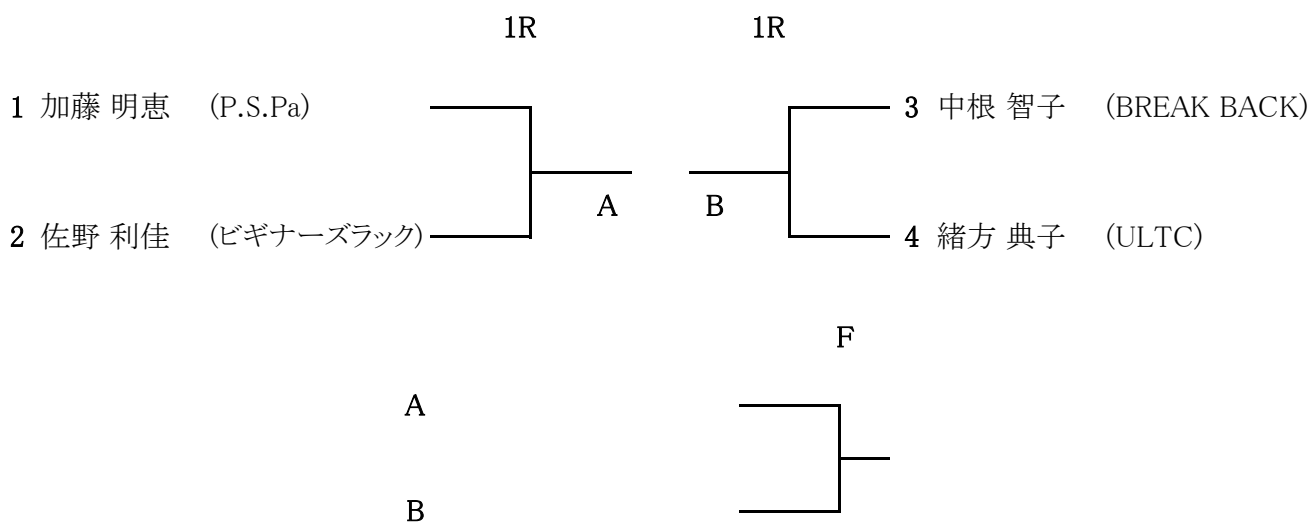 1R 1R
1 加藤 明恵 (P.S.Pa) 3 中根 智子 (BREAK BACK)
A B
2 佐野 利佳 (ビギナーズラック) 4 緒方 典子 (ULTC)
F
A
B